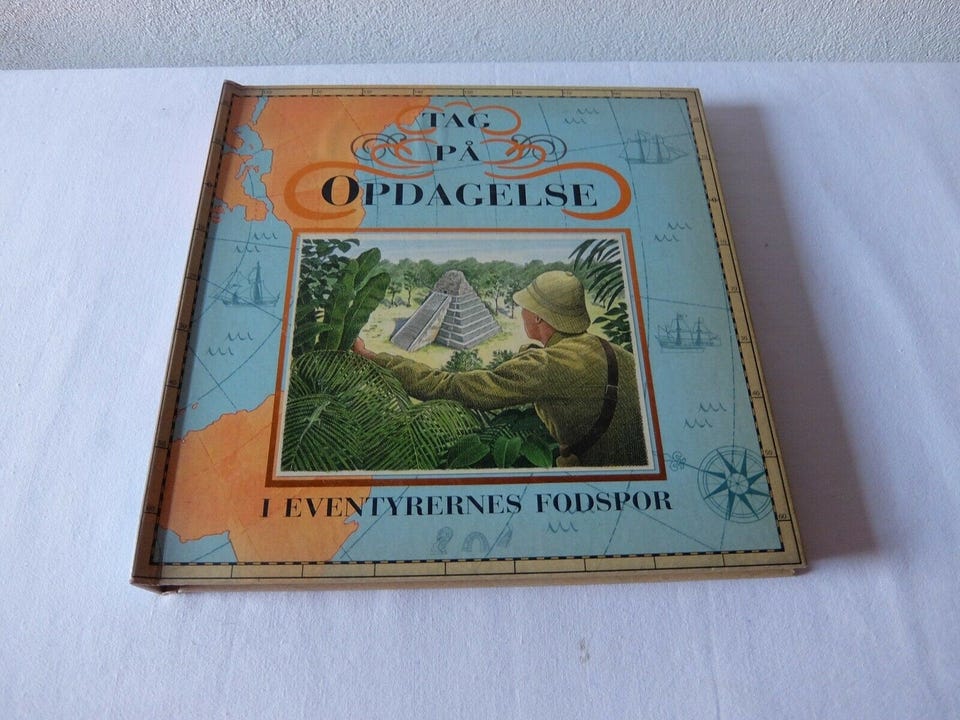 TAG
PÅ
OPDAGELSE
I EVENTYRERNES FODSPOR